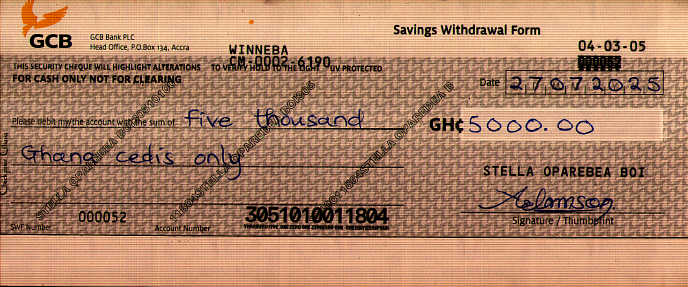 GCB
GCB Bank PLC
Head Office, P.O.Box 134, Accra
Savings Withdrawal Form
WINNEBA
CM-0002-6190
04-03-05
THIS SECURITY CHEQUE WILL HIGHLIGHT ALTERATIONS TO VERIFY HOLD TO THE LIGHT UV PROTECTED
FOR CASH ONLY NOT FOR CLEARING
Date 27072025
Please debit my/the account with the sum of five thousand
GH¢ 5000.00
Ghana cedis only
STELLA OPAREBEA BOI
000052
3051010011804
SWF Number
Account Number
Signature / Thumbprint